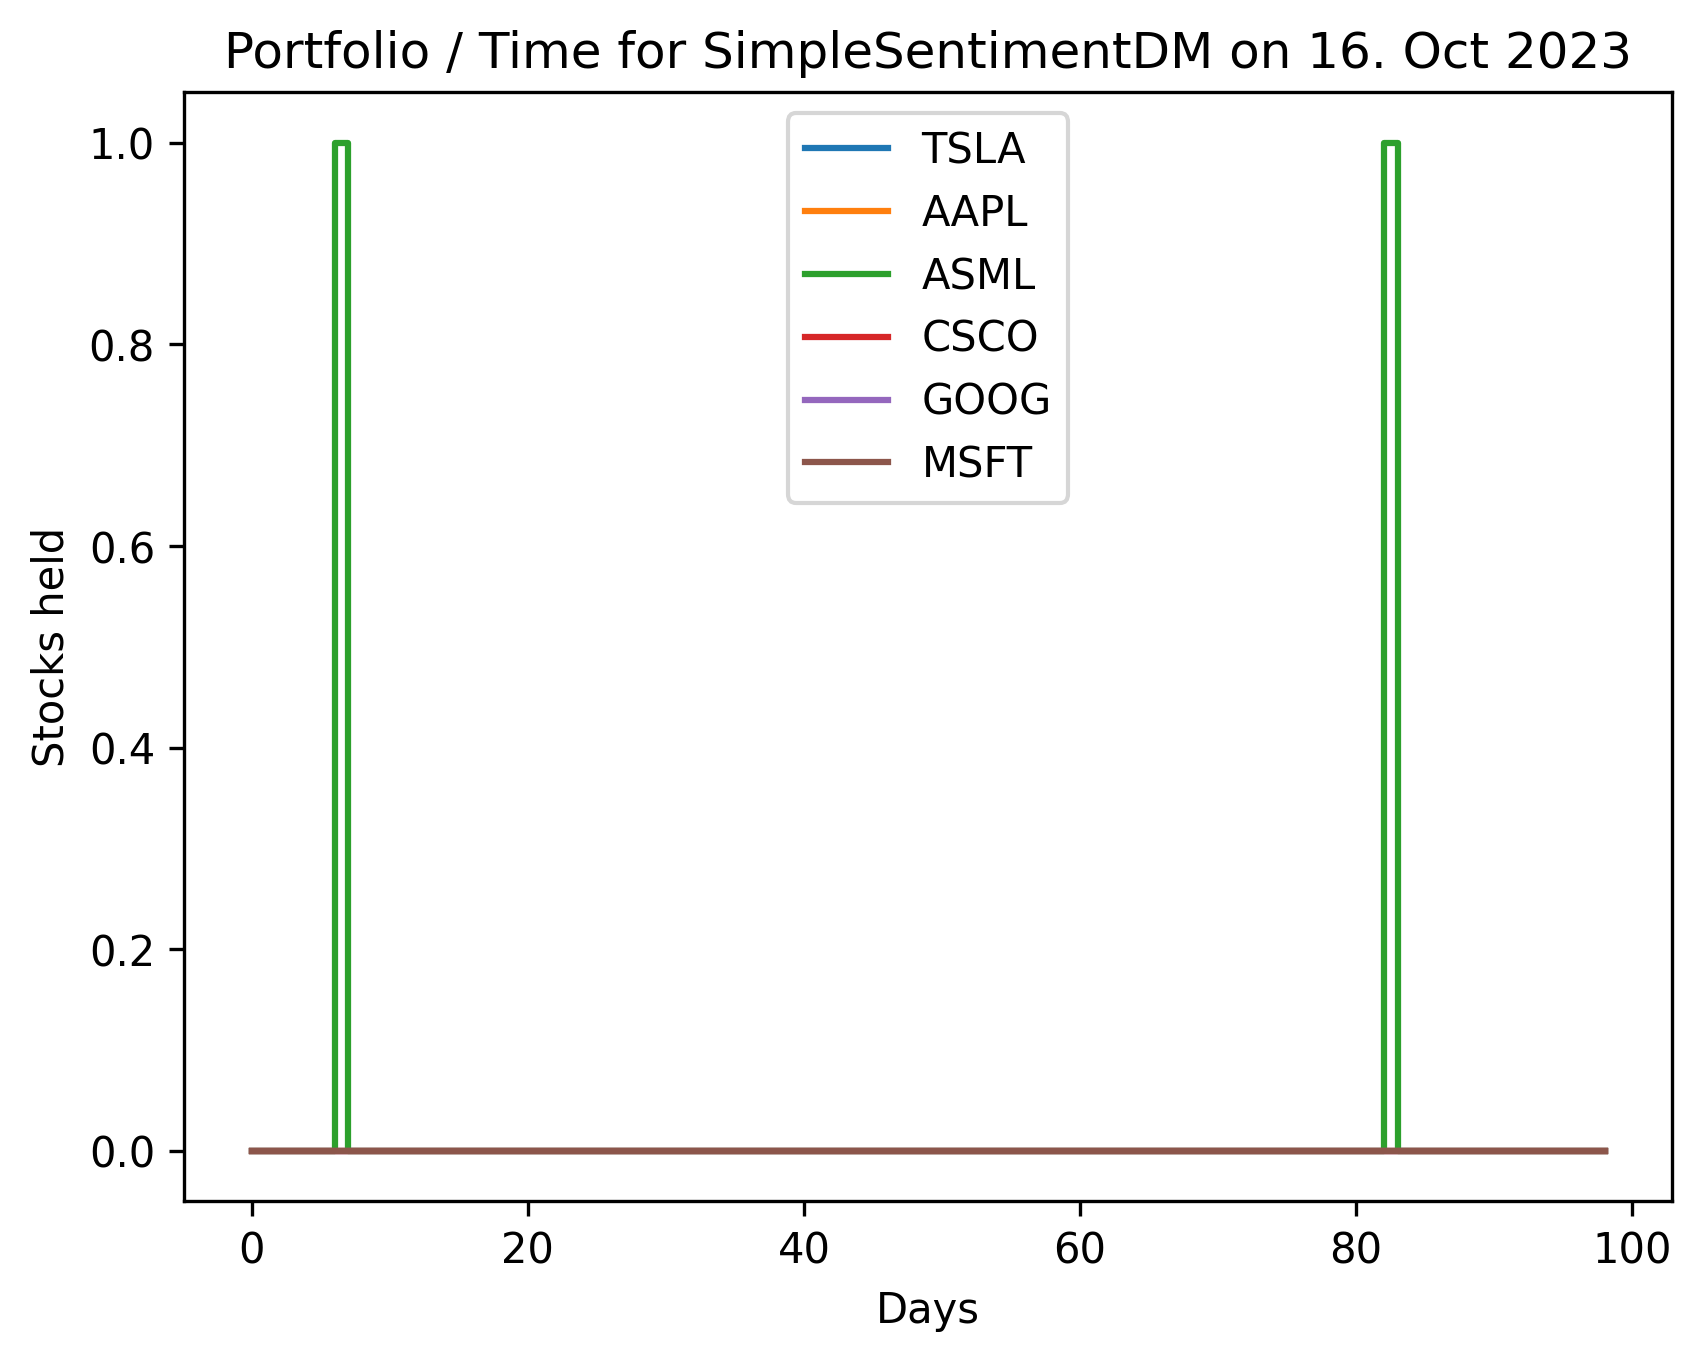 Portfolio / Time for SimpleSentimentDM on 16. Oct 2023
1.0
0.8
0.6
0.4
0.2
0.0
Stocks held
TSLA
AAPL
ASML
CSCO
GOOG
MSFT
0 20 40 60 80 100
Days